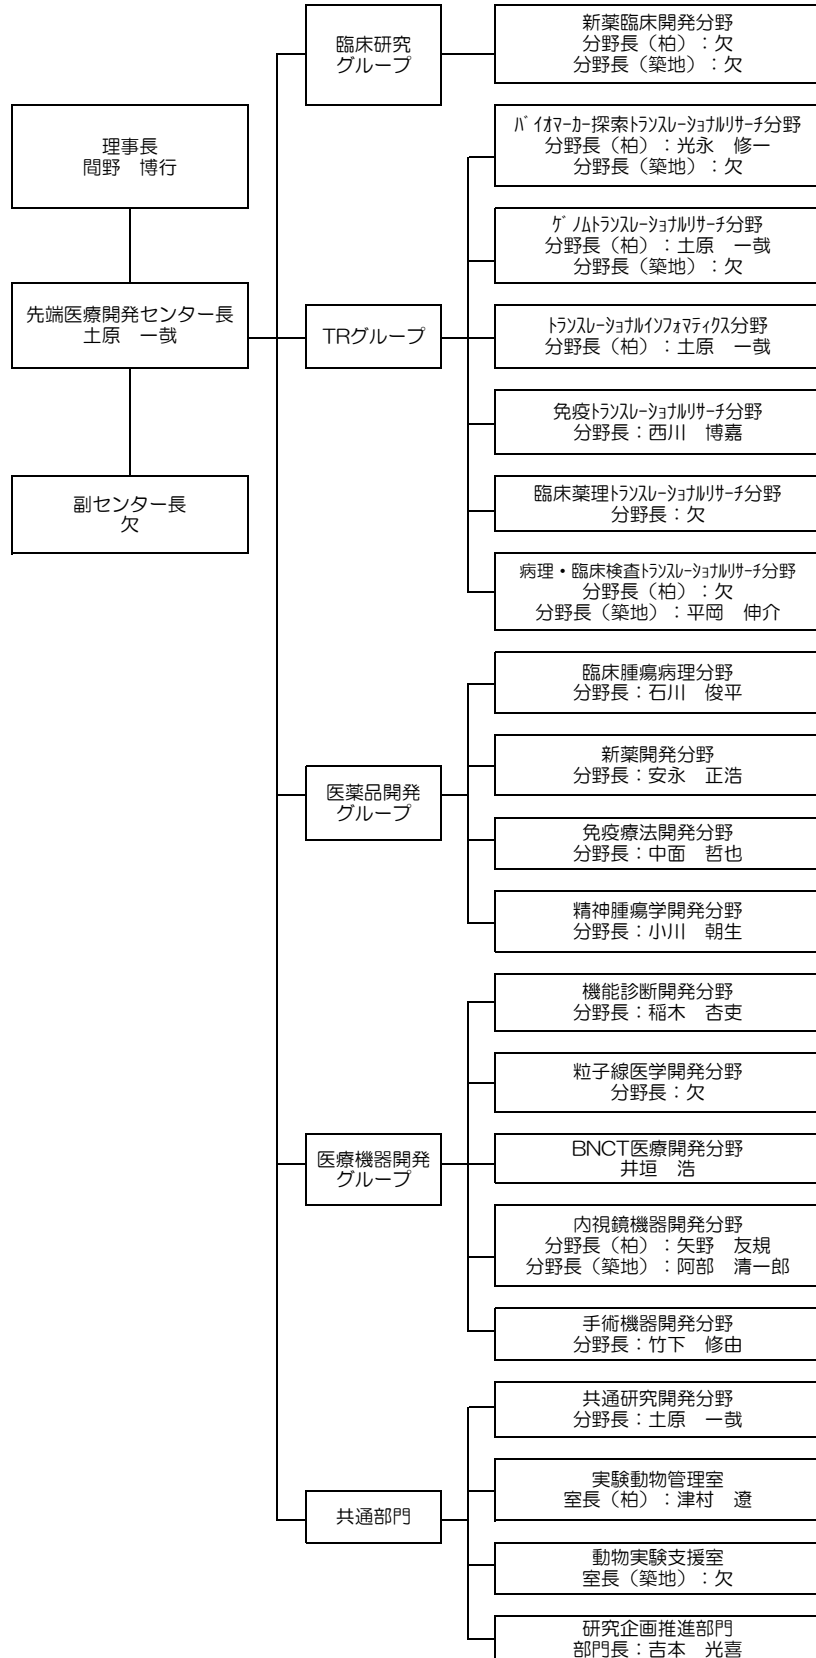 理事長
間野　博行
先端医療開発センター長
土原　一哉
副センター長
欠
臨床研究
グループ
新薬臨床開発分野
分野長（柏）：欠
分野長（築地）：欠
TRグループ
ﾊﾞｲｵﾏｰｶｰ探索ﾄﾗﾝｽﾚｰｼｮﾅﾙﾘｻｰﾁ分野
分野長（柏）：光永　修一
分野長（築地）：欠
ｹﾞﾉﾑﾄﾗﾝｽﾚｰｼｮﾅﾙﾘｻｰﾁ分野
分野長（柏）：土原　一哉
分野長（築地）：欠
ﾄﾗﾝｽﾚｰｼｮﾅﾙｲﾝﾌｫﾏﾃｨｸｽ分野
分野長（柏）：土原　一哉
免疫ﾄﾗﾝｽﾚｰｼｮﾅﾙﾘｻｰﾁ分野
分野長：西川　博嘉
臨床薬理ﾄﾗﾝｽﾚｰｼｮﾅﾙﾘｻｰﾁ分野
分野長：欠
病理・臨床検査ﾄﾗﾝｽﾚｰｼｮﾅﾙﾘｻｰﾁ分野
分野長（柏）：欠
分野長（築地）：平岡　伸介
医薬品開発
グループ
臨床腫瘍病理分野
分野長：石川　俊平
新薬開発分野
分野長：安永　正浩
免疫療法開発分野
分野長：中面　哲也
精神腫瘍学開発分野
分野長：小川　朝生
医療機器開発
グループ
機能診断開発分野
分野長：稲木　杏吏
粒子線医学開発分野
分野長：欠
BNCT医療開発分野
井垣　浩
内視鏡機器開発分野
分野長（柏）：矢野　友規
分野長（築地）：阿部　清一郎
手術機器開発分野
分野長：竹下　修由
共通部門
共通研究開発分野
分野長：土原　一哉
実験動物管理室
室長（柏）：津村　遼
動物実験支援室
室長（築地）：欠
研究企画推進部門
部門長：吉本　光喜